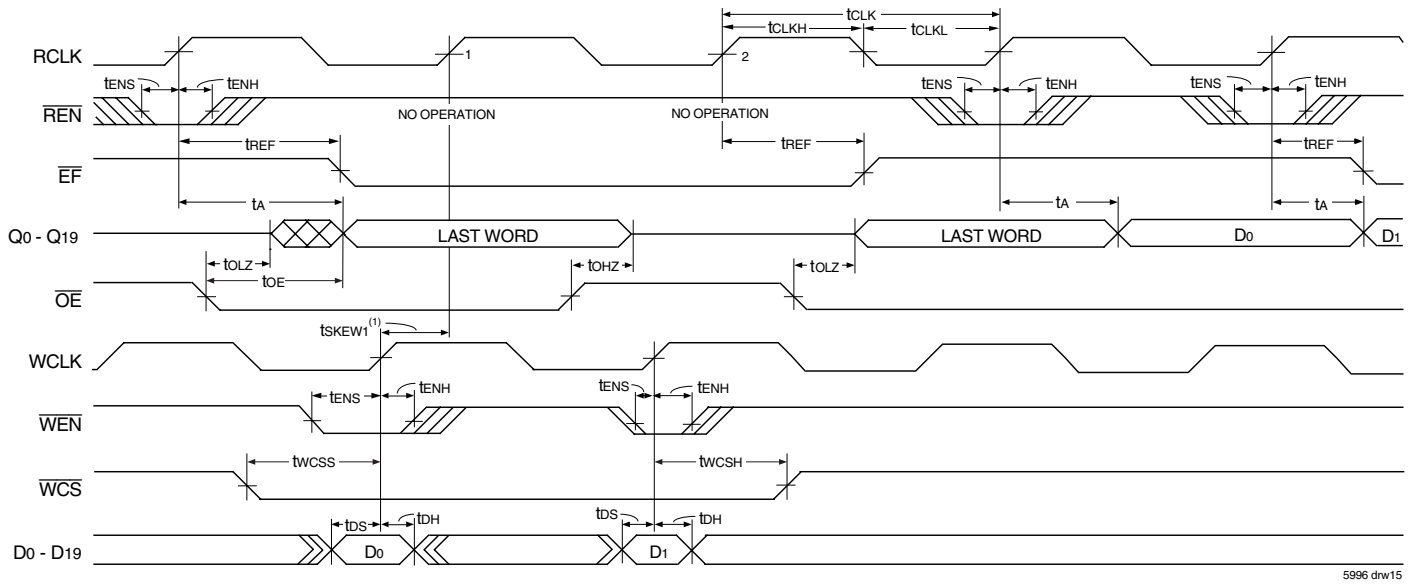 tCLK
tCLKH tCLKL
RCLK 1 2
tENS tENH tENS tENH tENS tENH
REN NO OPERATION NO OPERATION
tREF tREF tREF
EF
tA tA tA
Q0 - Q19 LAST WORD LAST WORD D0 D1
tOLZ tOHZ tOLZ
tOE
OE
tSKEW1(1)
WCLK
tENS tENH tENS tENH
WEN
tWCSS tWCSH
WCS
tDS tDH tDS tDH
D0 - D19 D0 D1
5996 drw15